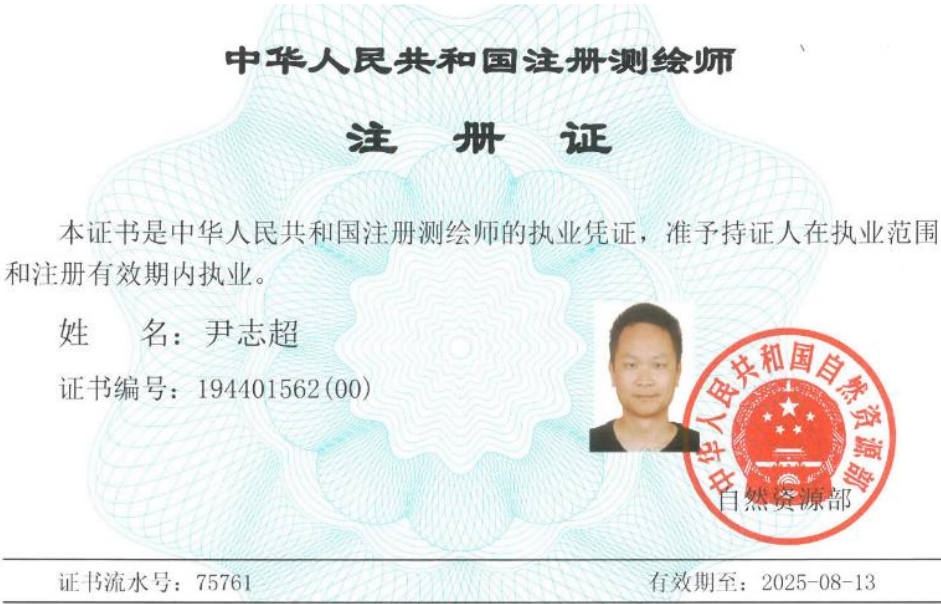 中华人民共和国注册测绘师
注 册 证
本证书是中华人民共和国注册测绘师的执业凭证，准予持证人在执业范围
和注册有效期内执业。
姓 名：尹志超
证书编号：194401562(00)
中华人民共和国自然资源部
自然资源部
证书流水号：75761
有效期至：2025-08-13